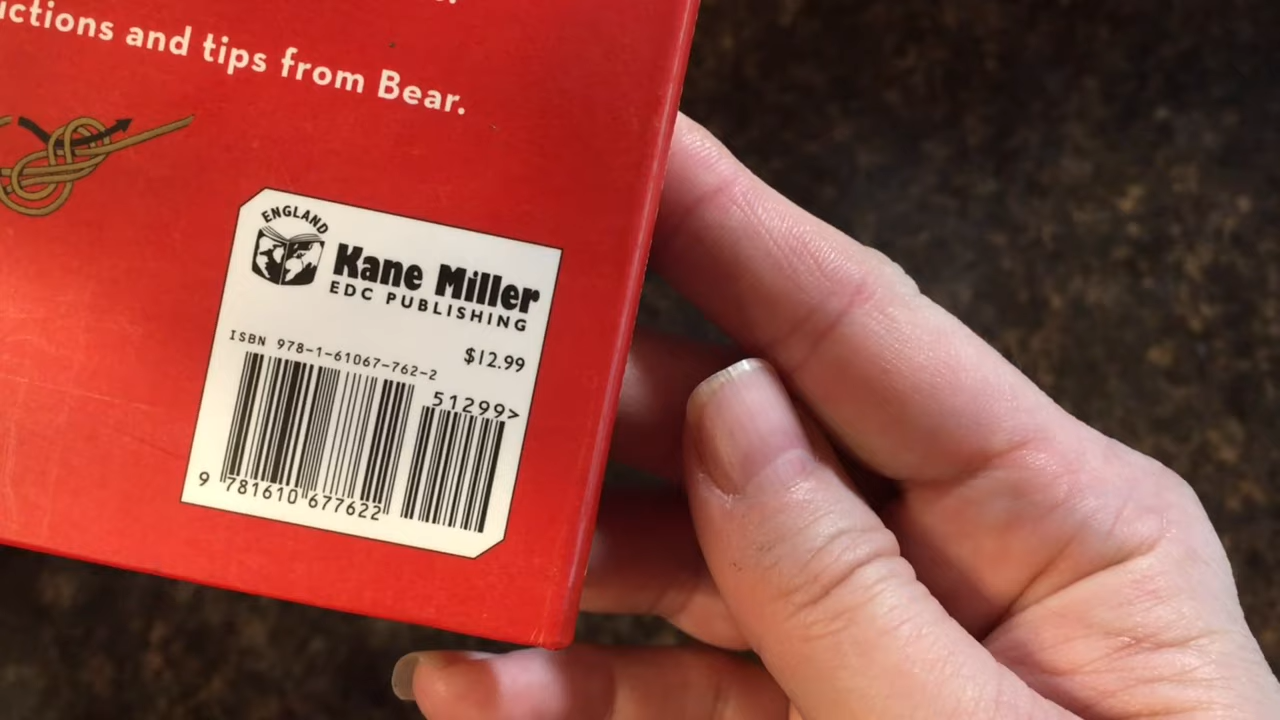 and tips from Bear.
ENGLAND
Kane Miller
EDC PUBLISHING
ISBN 978-1-61067-762-2
$12.99
51299>
9 781610 677622